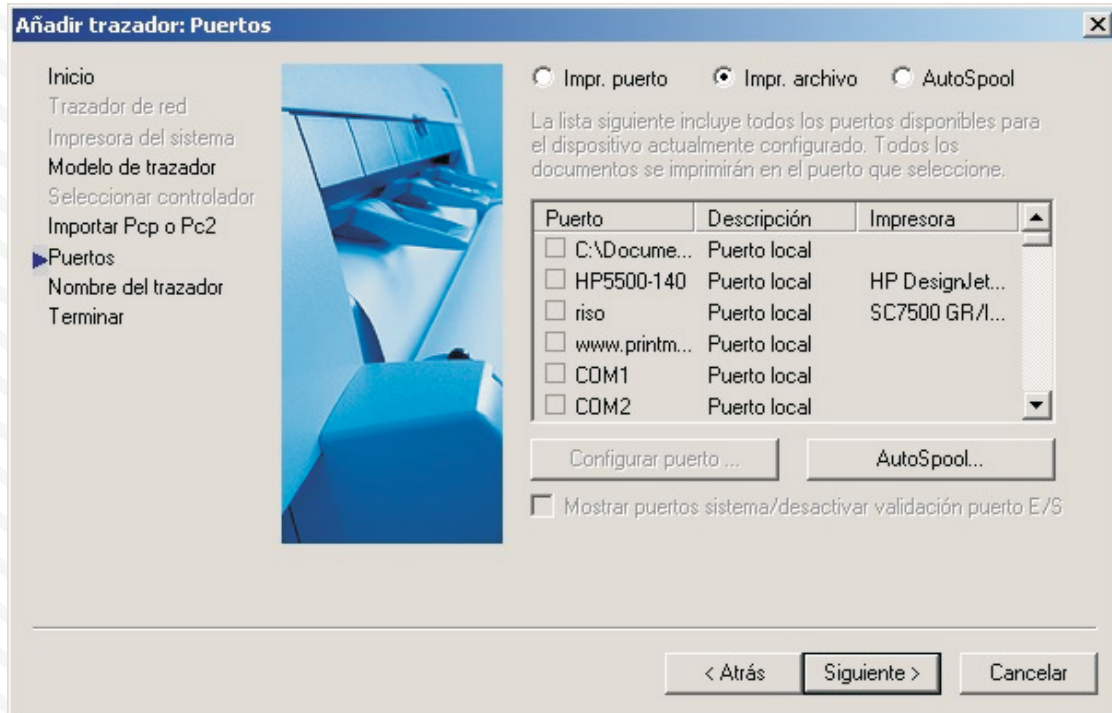 Añadir trazador: Puertos
Inicio
Trazador de red
Impresora del sistema
Modelo de trazador
Seleccionar controlador
Importar Pcp o Pc2
Puertos
Nombre del trazador
Terminar
Impr. puerto Impr. archivo AutoSpool
La lista siguiente incluye todos los puertos disponibles para
el dispositivo actualmente configurado. Todos los
documentos se imprimirán en el puerto que seleccione.
Puerto Descripción Impresora
C:\Docume... Puerto local
HP5500-140 Puerto local HP DesignJet...
riso Puerto local SC7500 GR/I...
www.printm... Puerto local
COM1 Puerto local
COM2 Puerto local
Configurar puerto ... AutoSpool...
Mostrar puertos sistema/desactivar validación puerto E/S
< Atrás Siguiente > Cancelar